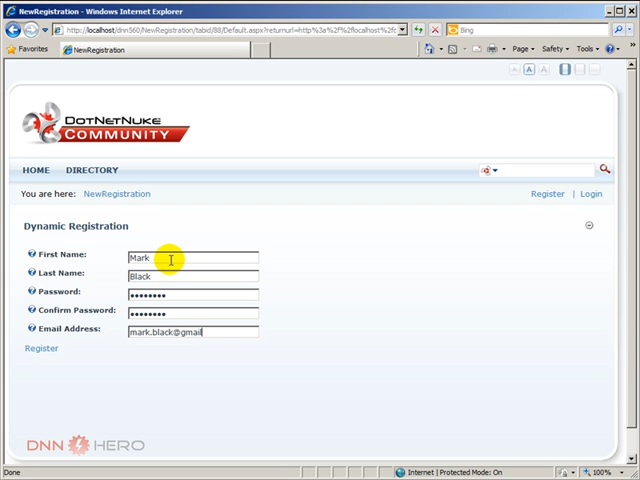 NewRegistration - Windows Internet Explorer
http://localhost/dnn560/NewRegistration/tabid/88/Default.aspx?returnurl=http%3a%2f%2flocalhost%2fc
Bing
Favorites
NewRegistration
Page
Safety
Tools
A A A
DOTNETNUKE
COMMUNITY
HOME DIRECTORY
You are here: NewRegistration
Register | Login
Dynamic Registration
First Name: Mark
Last Name: Black
Password: ••••••••
Confirm Password: ••••••••
Email Address: mark.black@gmail
Register
DNN HERO
Done
Internet | Protected Mode: On
100%